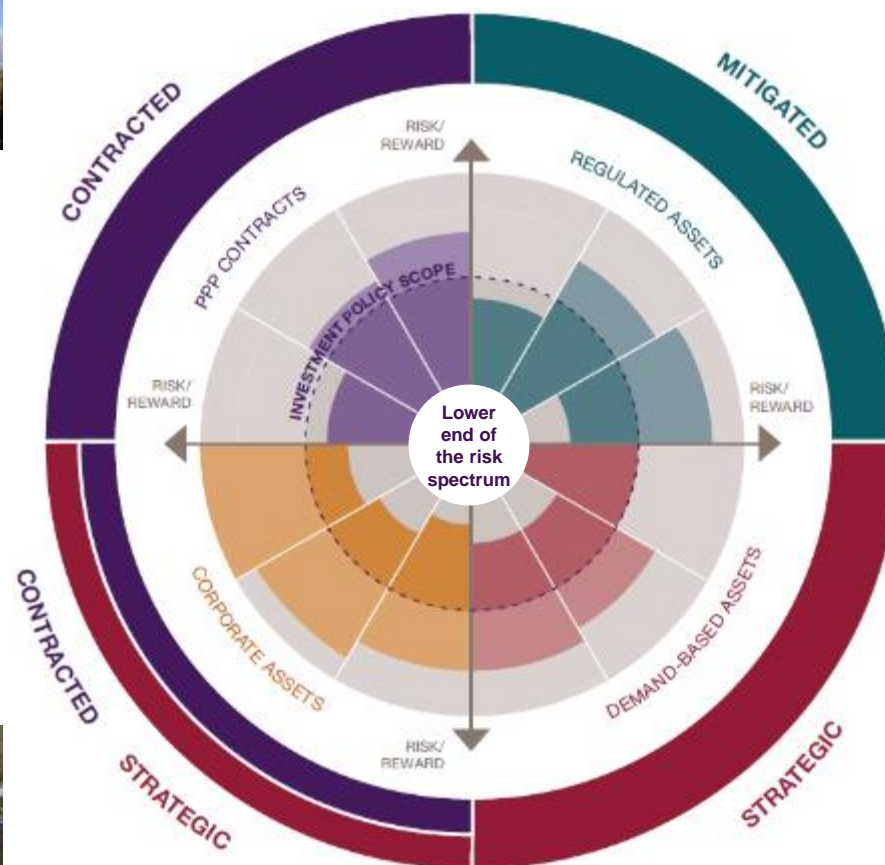 CONTRACTED
MITIGATED
RISK/
REWARD
PPP CONTRACTS
REGULATED ASSETS
INVESTMENT POLICY SCOPE
RISK/
REWARD
RISK/
REWARD
Lower
end of
the risk
spectrum
CORPORATE ASSETS
DEMAND-BASED ASSETS
RISK/
REWARD
CONTRACTED
STRATEGIC
STRATEGIC